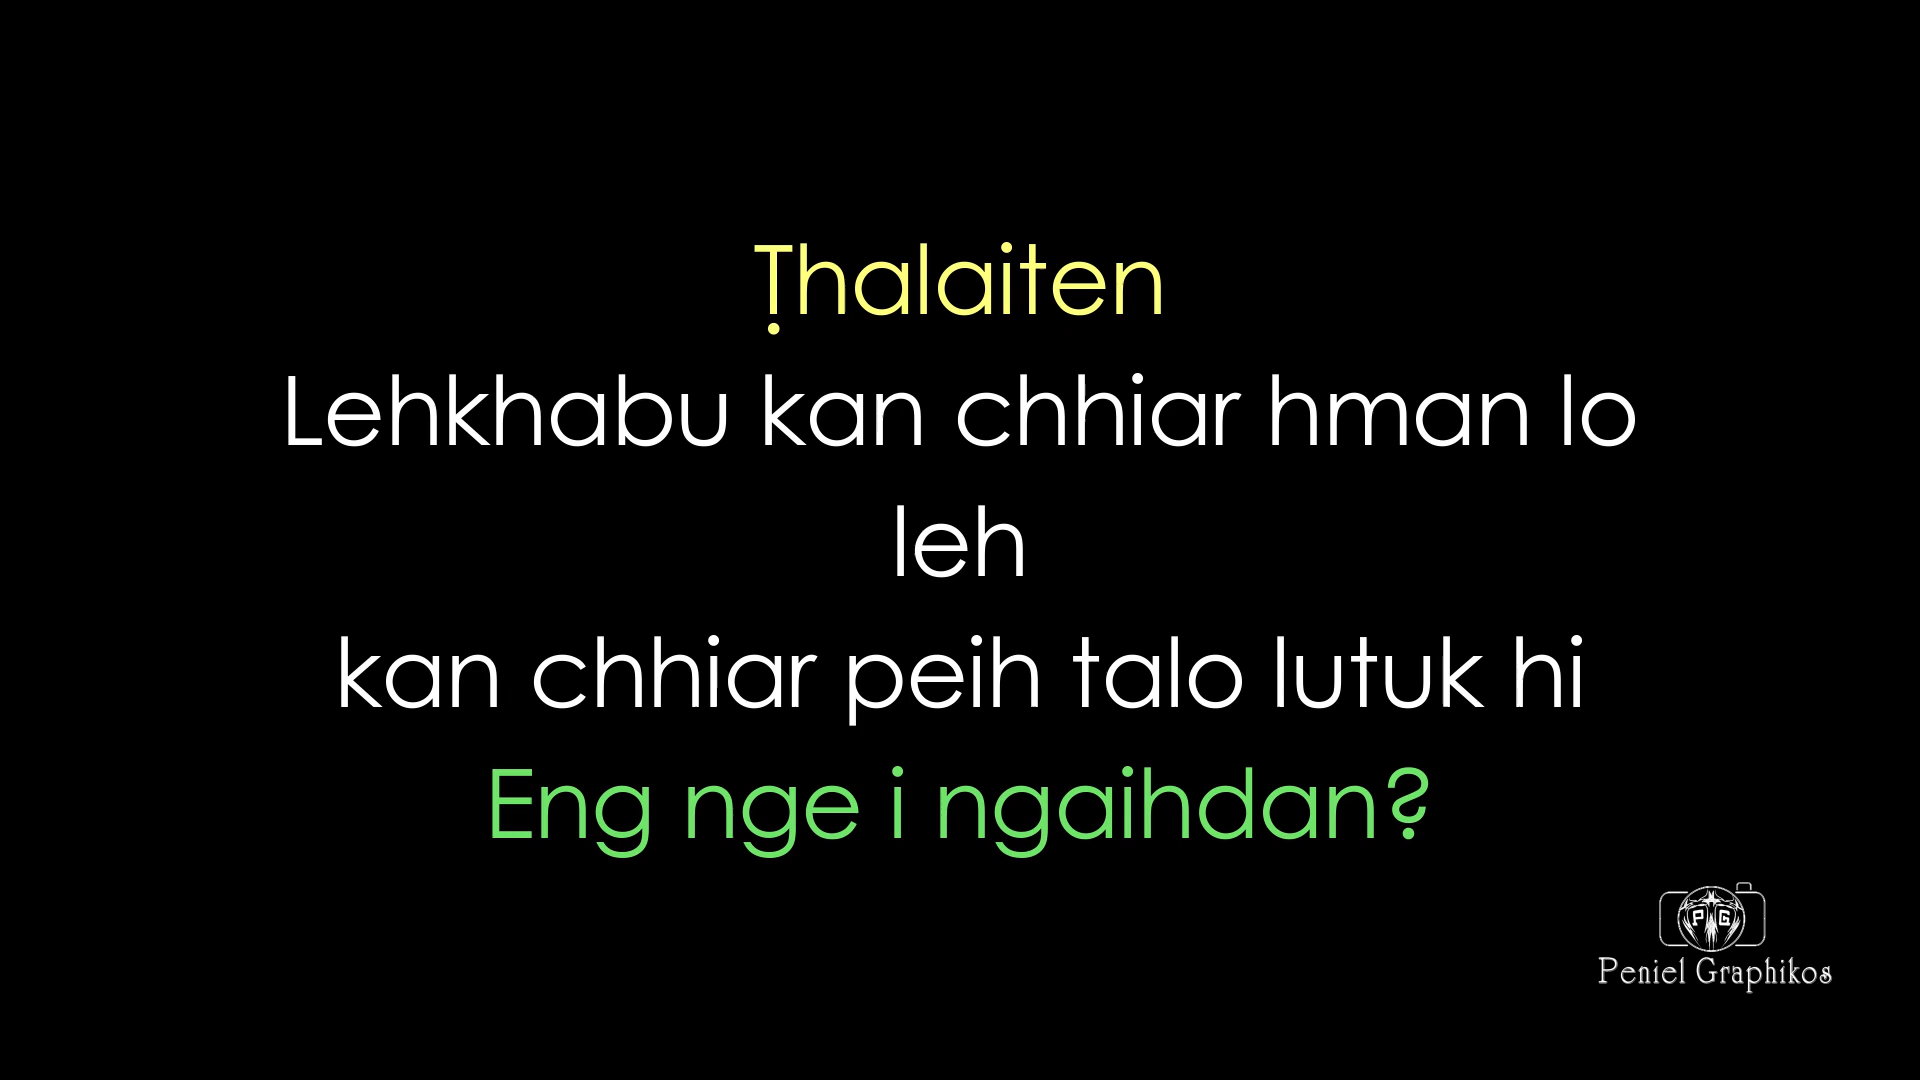 Ṭhalaiten
Lehkhabu kan chhiar hman lo
leh
kan chhiar peih talo lutuk hi
Eng nge i ngaihdan?
P G
Peniel Graphikos